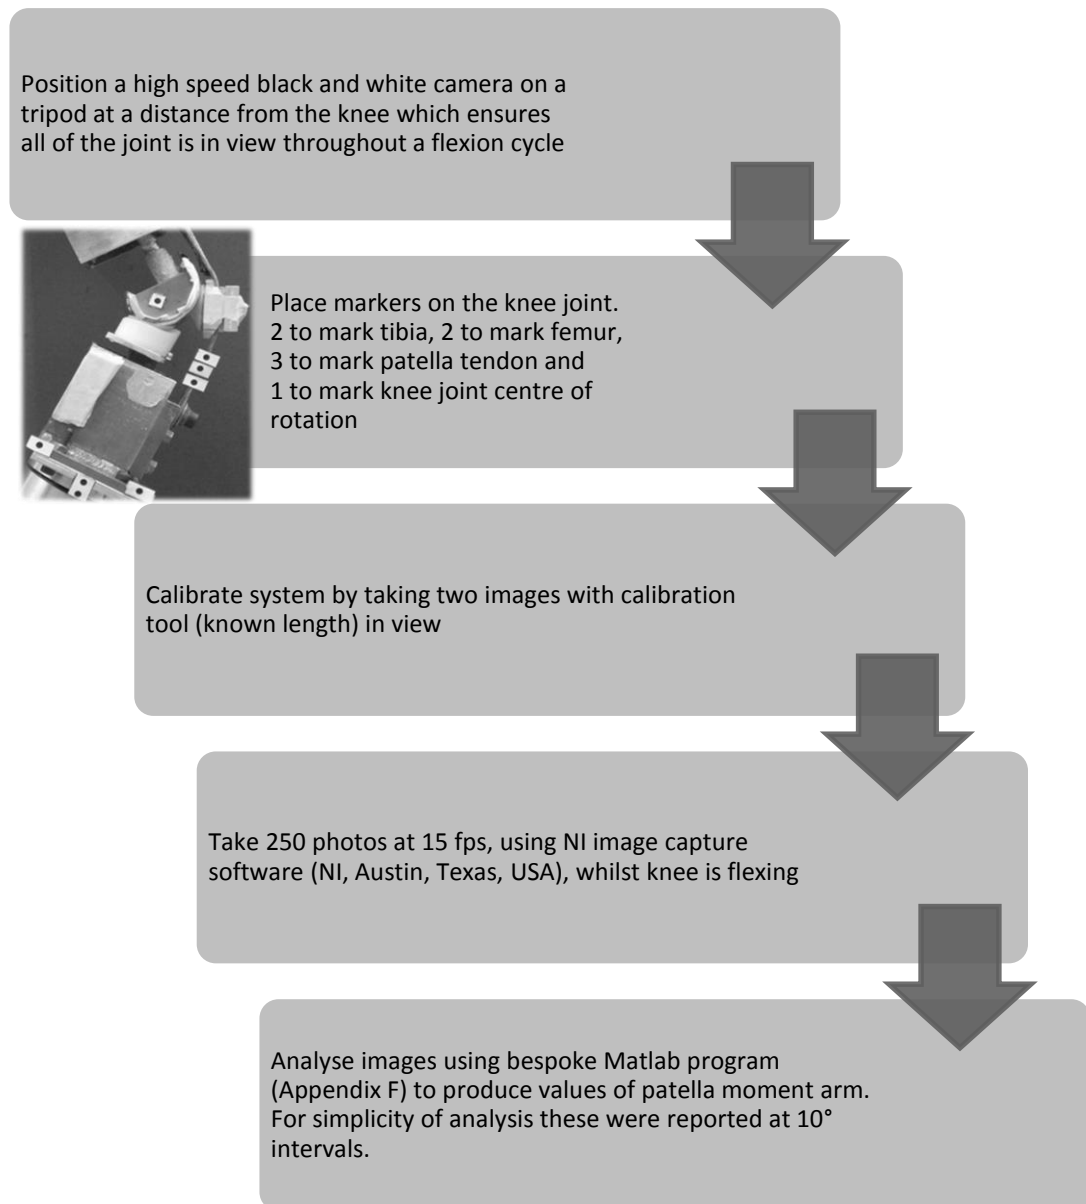 Position a high speed black and white camera on a
tripod at a distance from the knee which ensures
all of the joint is in view throughout a flexion cycle
Place markers on the knee joint.
2 to mark tibia, 2 to mark femur,
3 to mark patella tendon and
1 to mark knee joint centre of
rotation
Calibrate system by taking two images with calibration
tool (known length) in view
Take 250 photos at 15 fps, using NI image capture
software (NI, Austin, Texas, USA), whilst knee is flexing
Analyse images using bespoke Matlab program
(Appendix F) to produce values of patella moment arm.
For simplicity of analysis these were reported at 10°
intervals.